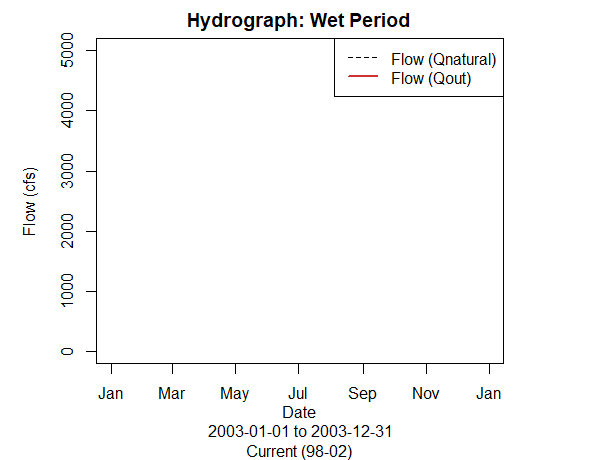 Hydrograph: Wet Period
Flow (Qnatural)
Flow (Qout)
Flow (cfs)
5000
4000
3000
2000
1000
0
Jan Mar May Jul Sep Nov Jan
Date
2003-01-01 to 2003-12-31
Current (98-02)